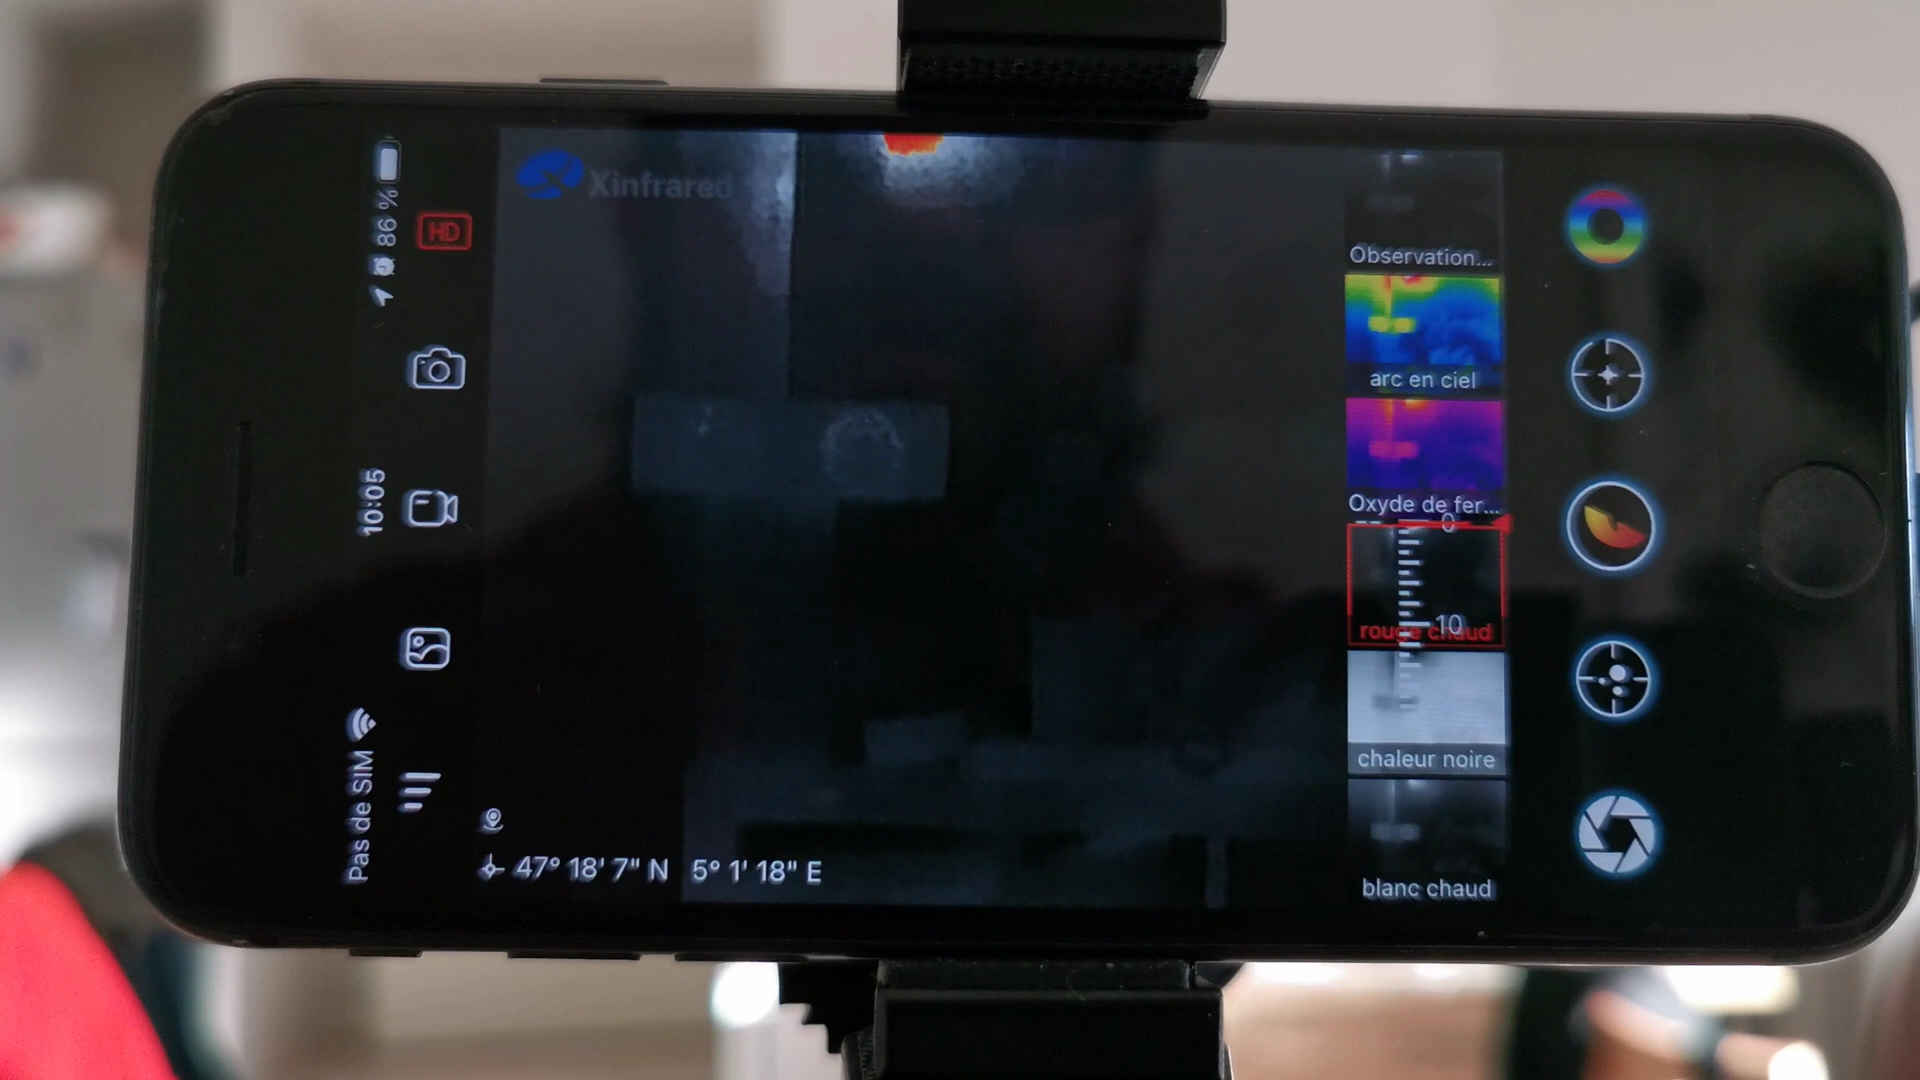 Pas de SIM
10:05
86 %
HD
Xinfrared
Observation...
arc en ciel
Oxyde de fer...
0
10
rouge chaud
chaleur noire
blanc chaud
47° 18' 7" N 5° 1' 18" E